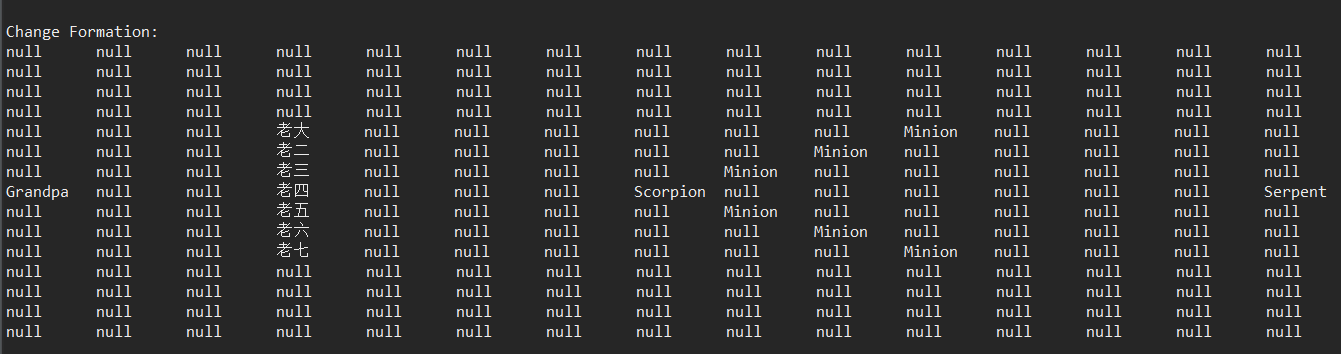 Change Formation:
null null null null null null null null null null null null null null null
null null null null null null null null null null null null null null null
null null null null null null null null null null null null null null null
null null null null null null null null null null null null null null null
null null null 老大 null null null null null null Minion null null null null
null null null 老二 null null null null null Minion null null null null null
null null null 老三 null null null null Minion null null null null null null
Grandpa null null 老四 null null null Scorpion null null null null null null Serpent
null null null 老五 null null null null Minion null null null null null null
null null null 老六 null null null null null Minion null null null null null
null null null 老七 null null null null null null Minion null null null null
null null null null null null null null null null null null null null null
null null null null null null null null null null null null null null null
null null null null null null null null null null null null null null null
null null null null null null null null null null null null null null null